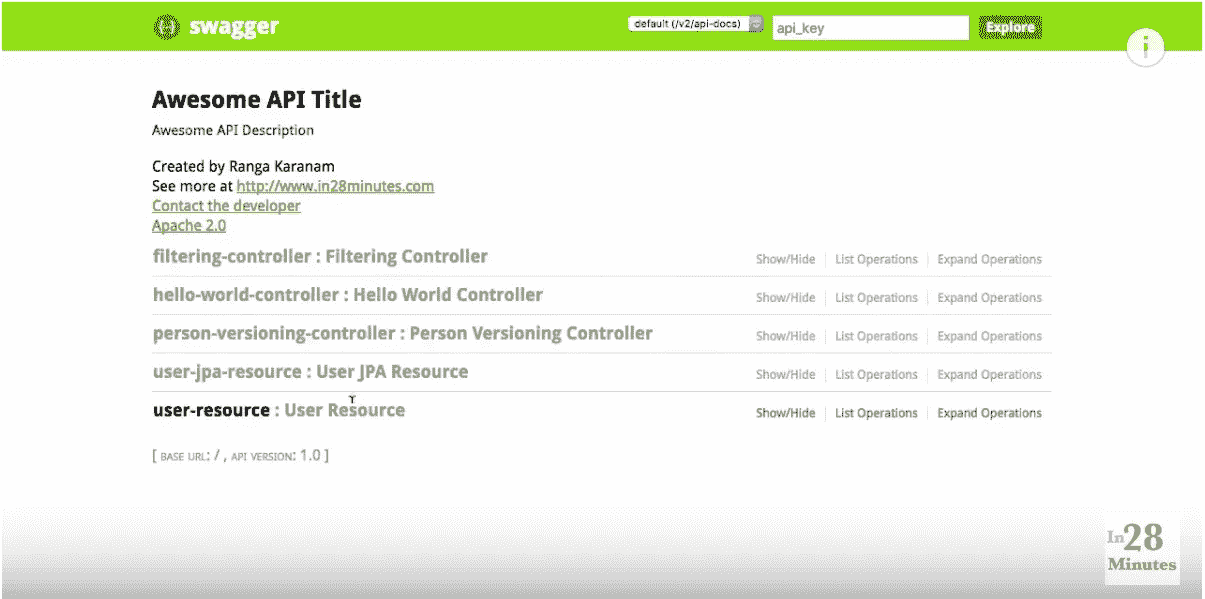 swagger default (/v2/api-docs) api_key Explore
i
Awesome API Title
Awesome API Description
Created by Ranga Karanam
See more at http://www.in28minutes.com
Contact the developer
Apache 2.0
filtering-controller : Filtering Controller Show/Hide List Operations Expand Operations
hello-world-controller : Hello World Controller Show/Hide List Operations Expand Operations
person-versioning-controller : Person Versioning Controller Show/Hide List Operations Expand Operations
user-jpa-resource : User JPA Resource Show/Hide List Operations Expand Operations
user-resource : User Resource Show/Hide List Operations Expand Operations
[ BASE URL: / , API VERSION: 1.0 ]
In28
Minutes